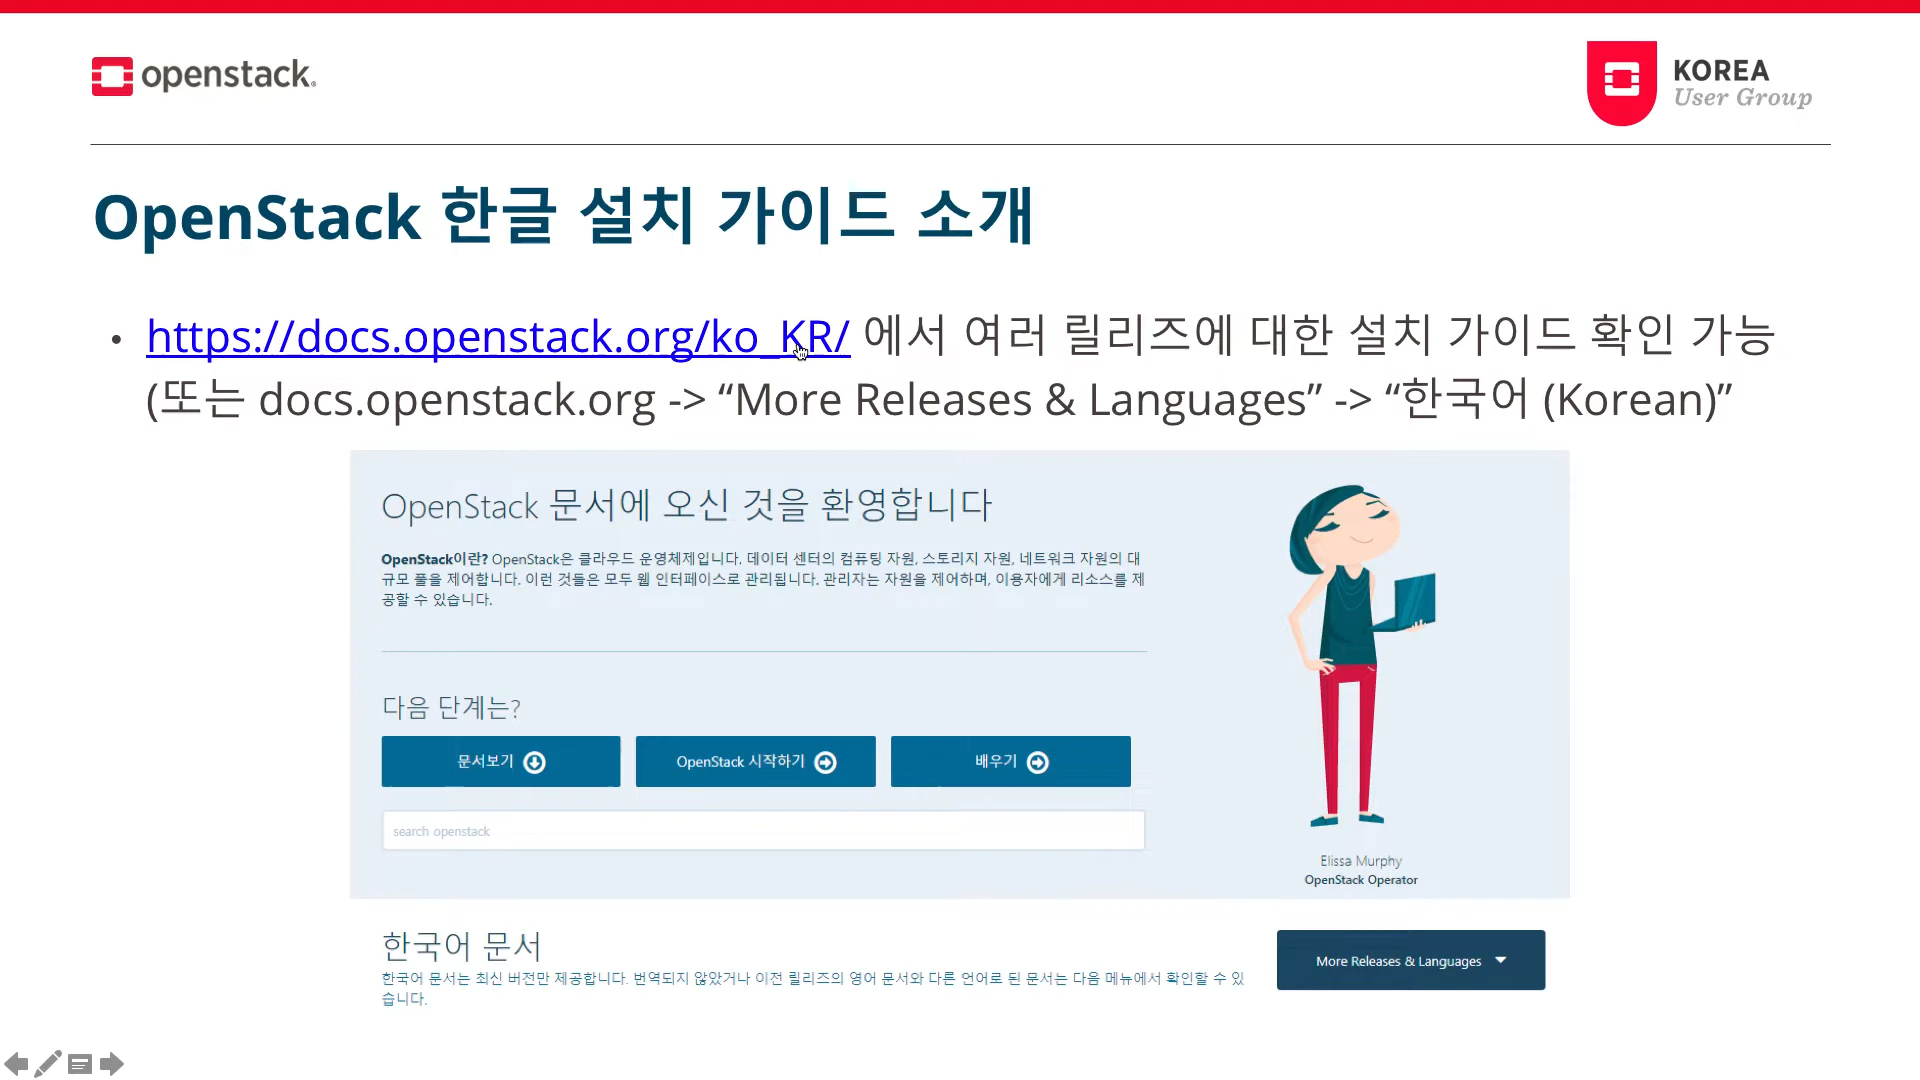 openstack.
KOREA
User Group
OpenStack 한글 설치 가이드 소개
• https://docs.openstack.org/ko_KR/ 에서 여러 릴리즈에 대한 설치 가이드 확인 가능
(또는 docs.openstack.org -> “More Releases & Languages” -> “한국어 (Korean)”
OpenStack 문서에 오신 것을 환영합니다
OpenStack이란? OpenStack은 클라우드 운영체제입니다, 데이터 센터의 컴퓨팅 자원, 스토리지 자원, 네트워크 자원의 대
규모 풀을 제어합니다. 이런 것들은 모두 웹 인터페이스로 관리됩니다. 관리자는 자원을 제어하며, 이용자에게 리소스를 제
공할 수 있습니다.
다음 단계는?
문서보기
OpenStack 시작하기
배우기
search openstack
Elissa Murphy
OpenStack Operator
한국어 문서
한국어 문서는 최신 버전만 제공합니다. 번역되지 않았거나 이전 릴리즈의 영어 문서와 다른 언어로 된 문서는 다음 메뉴에서 확인할 수 있
습니다.
More Releases & Languages